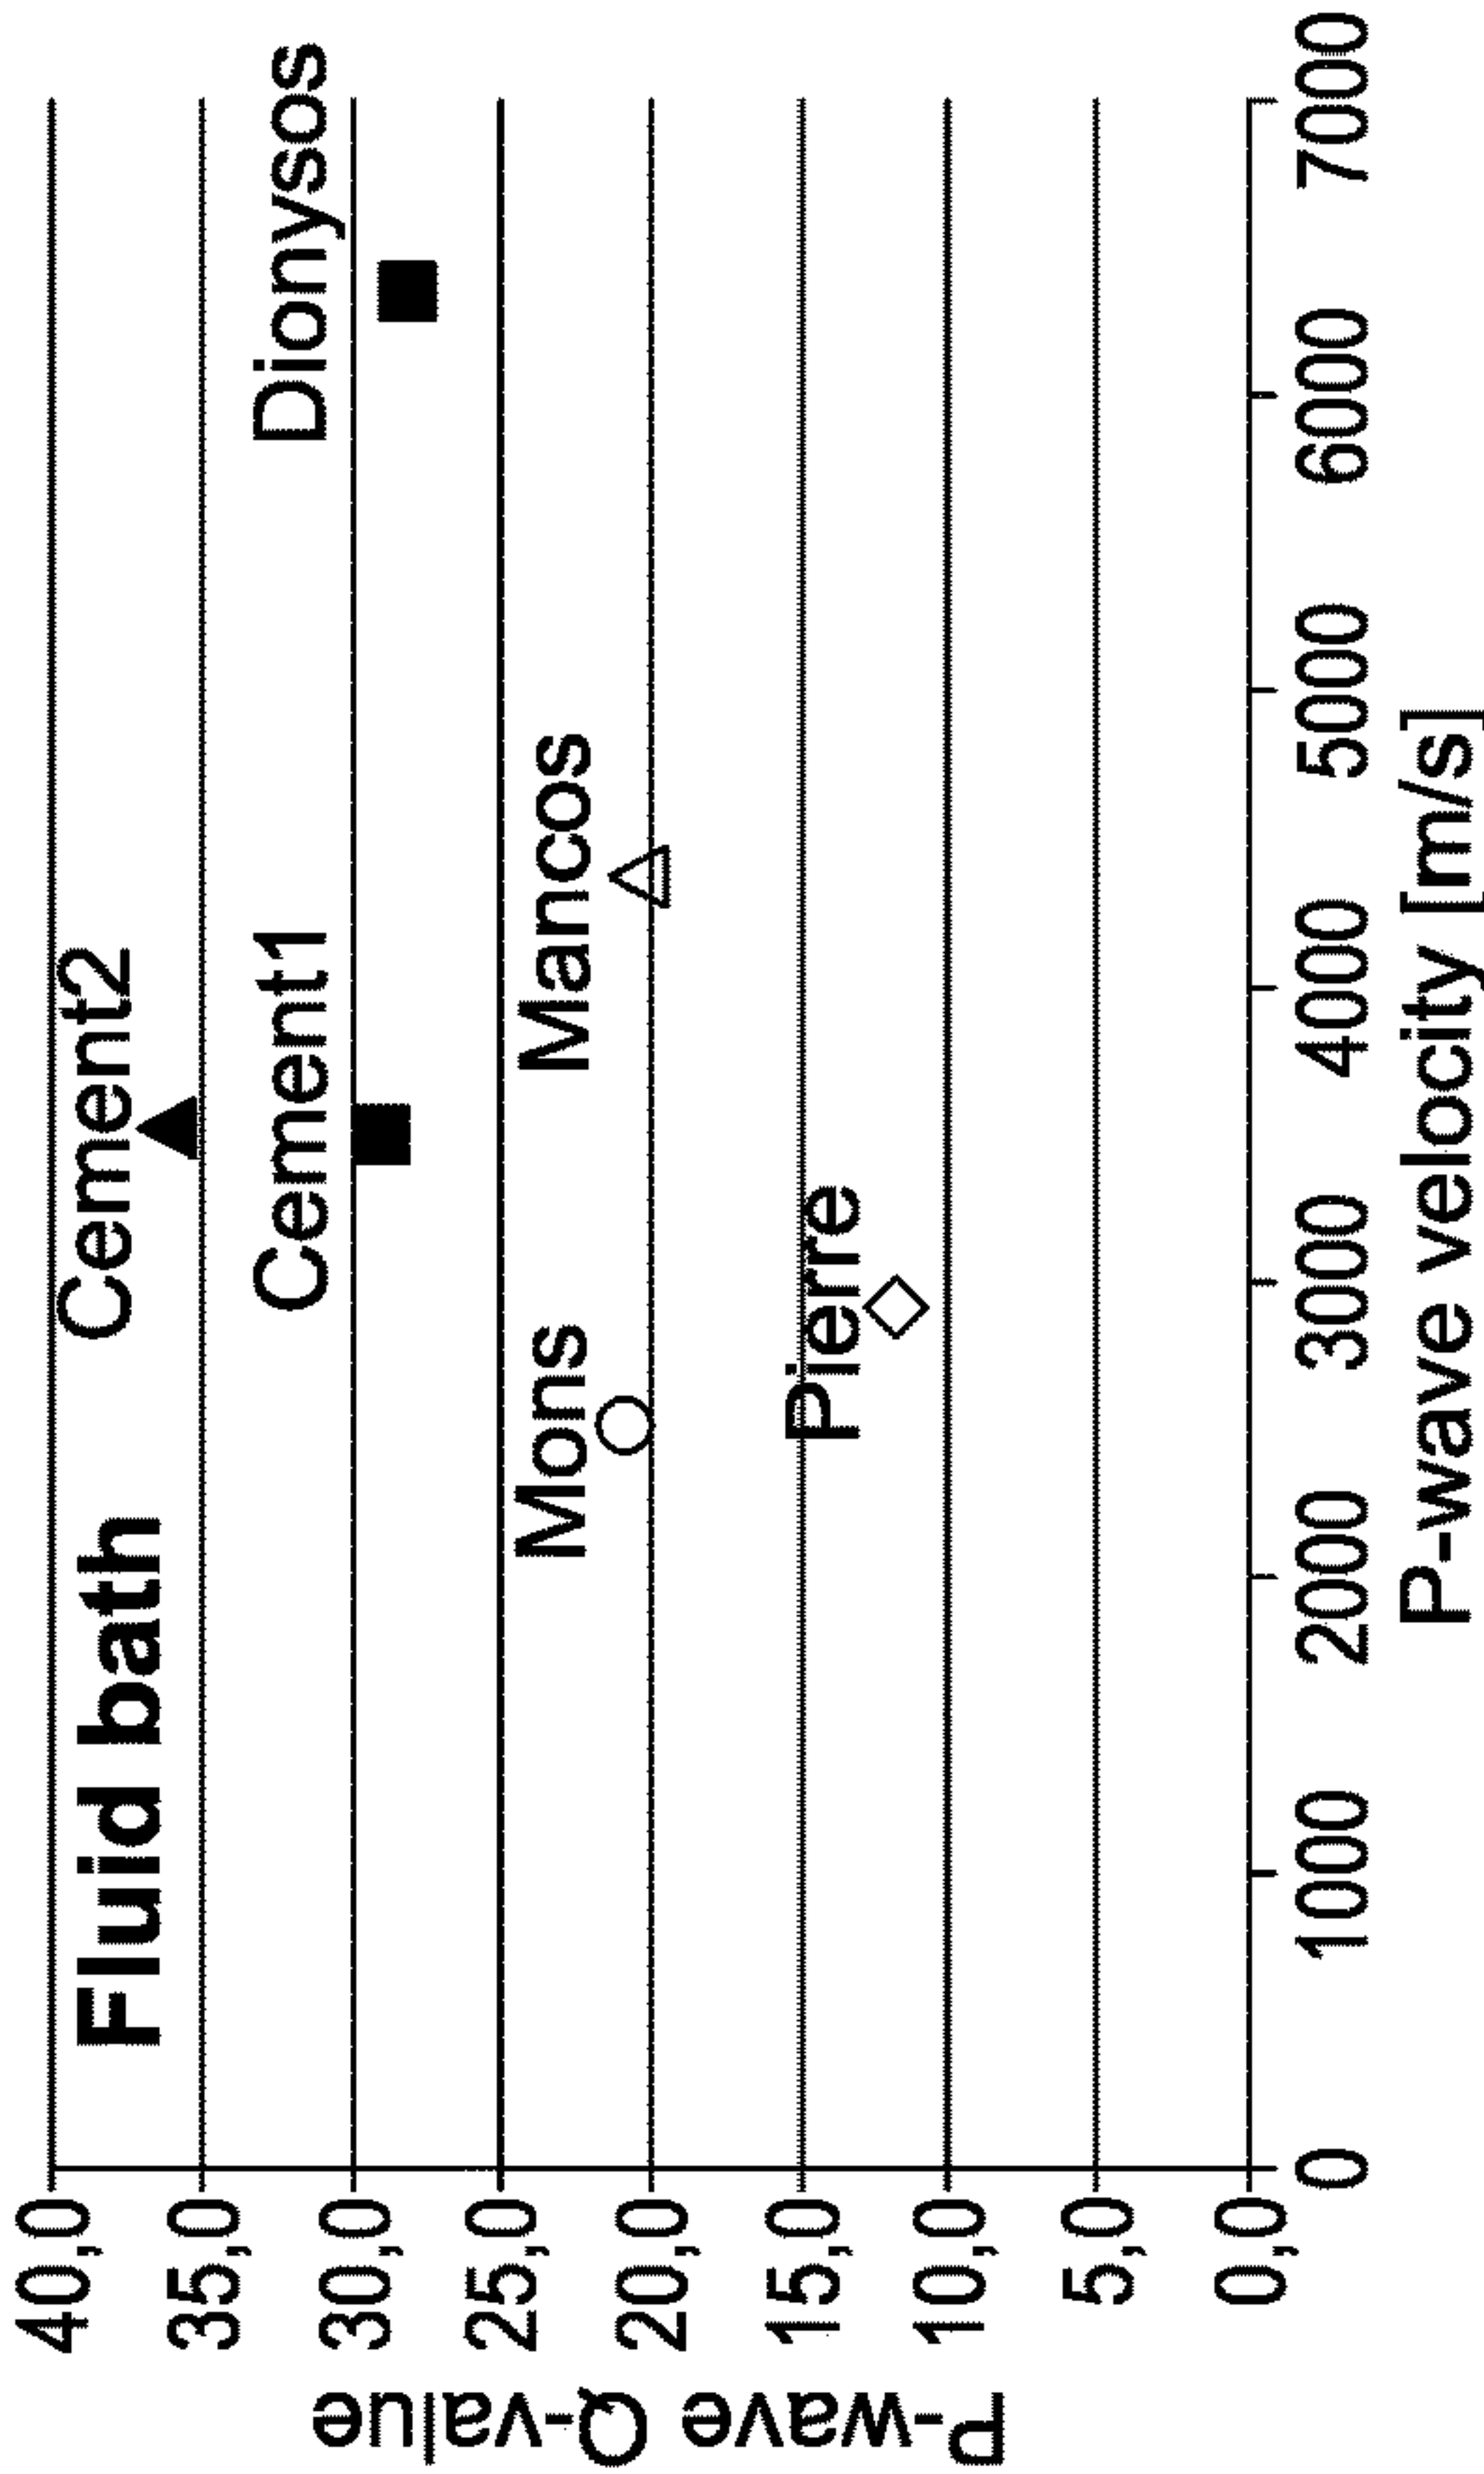 P-wave Q-value
40,0
35,0
30,0
25,0
20,0
15,0
10,0
5,0
0,0
Fluid bath
Cement2
Cement1
Dionysos
Mons
Mancos
Pierre
0 1000 2000 3000 4000 5000 6000 7000
P-wave velocity [m/s]